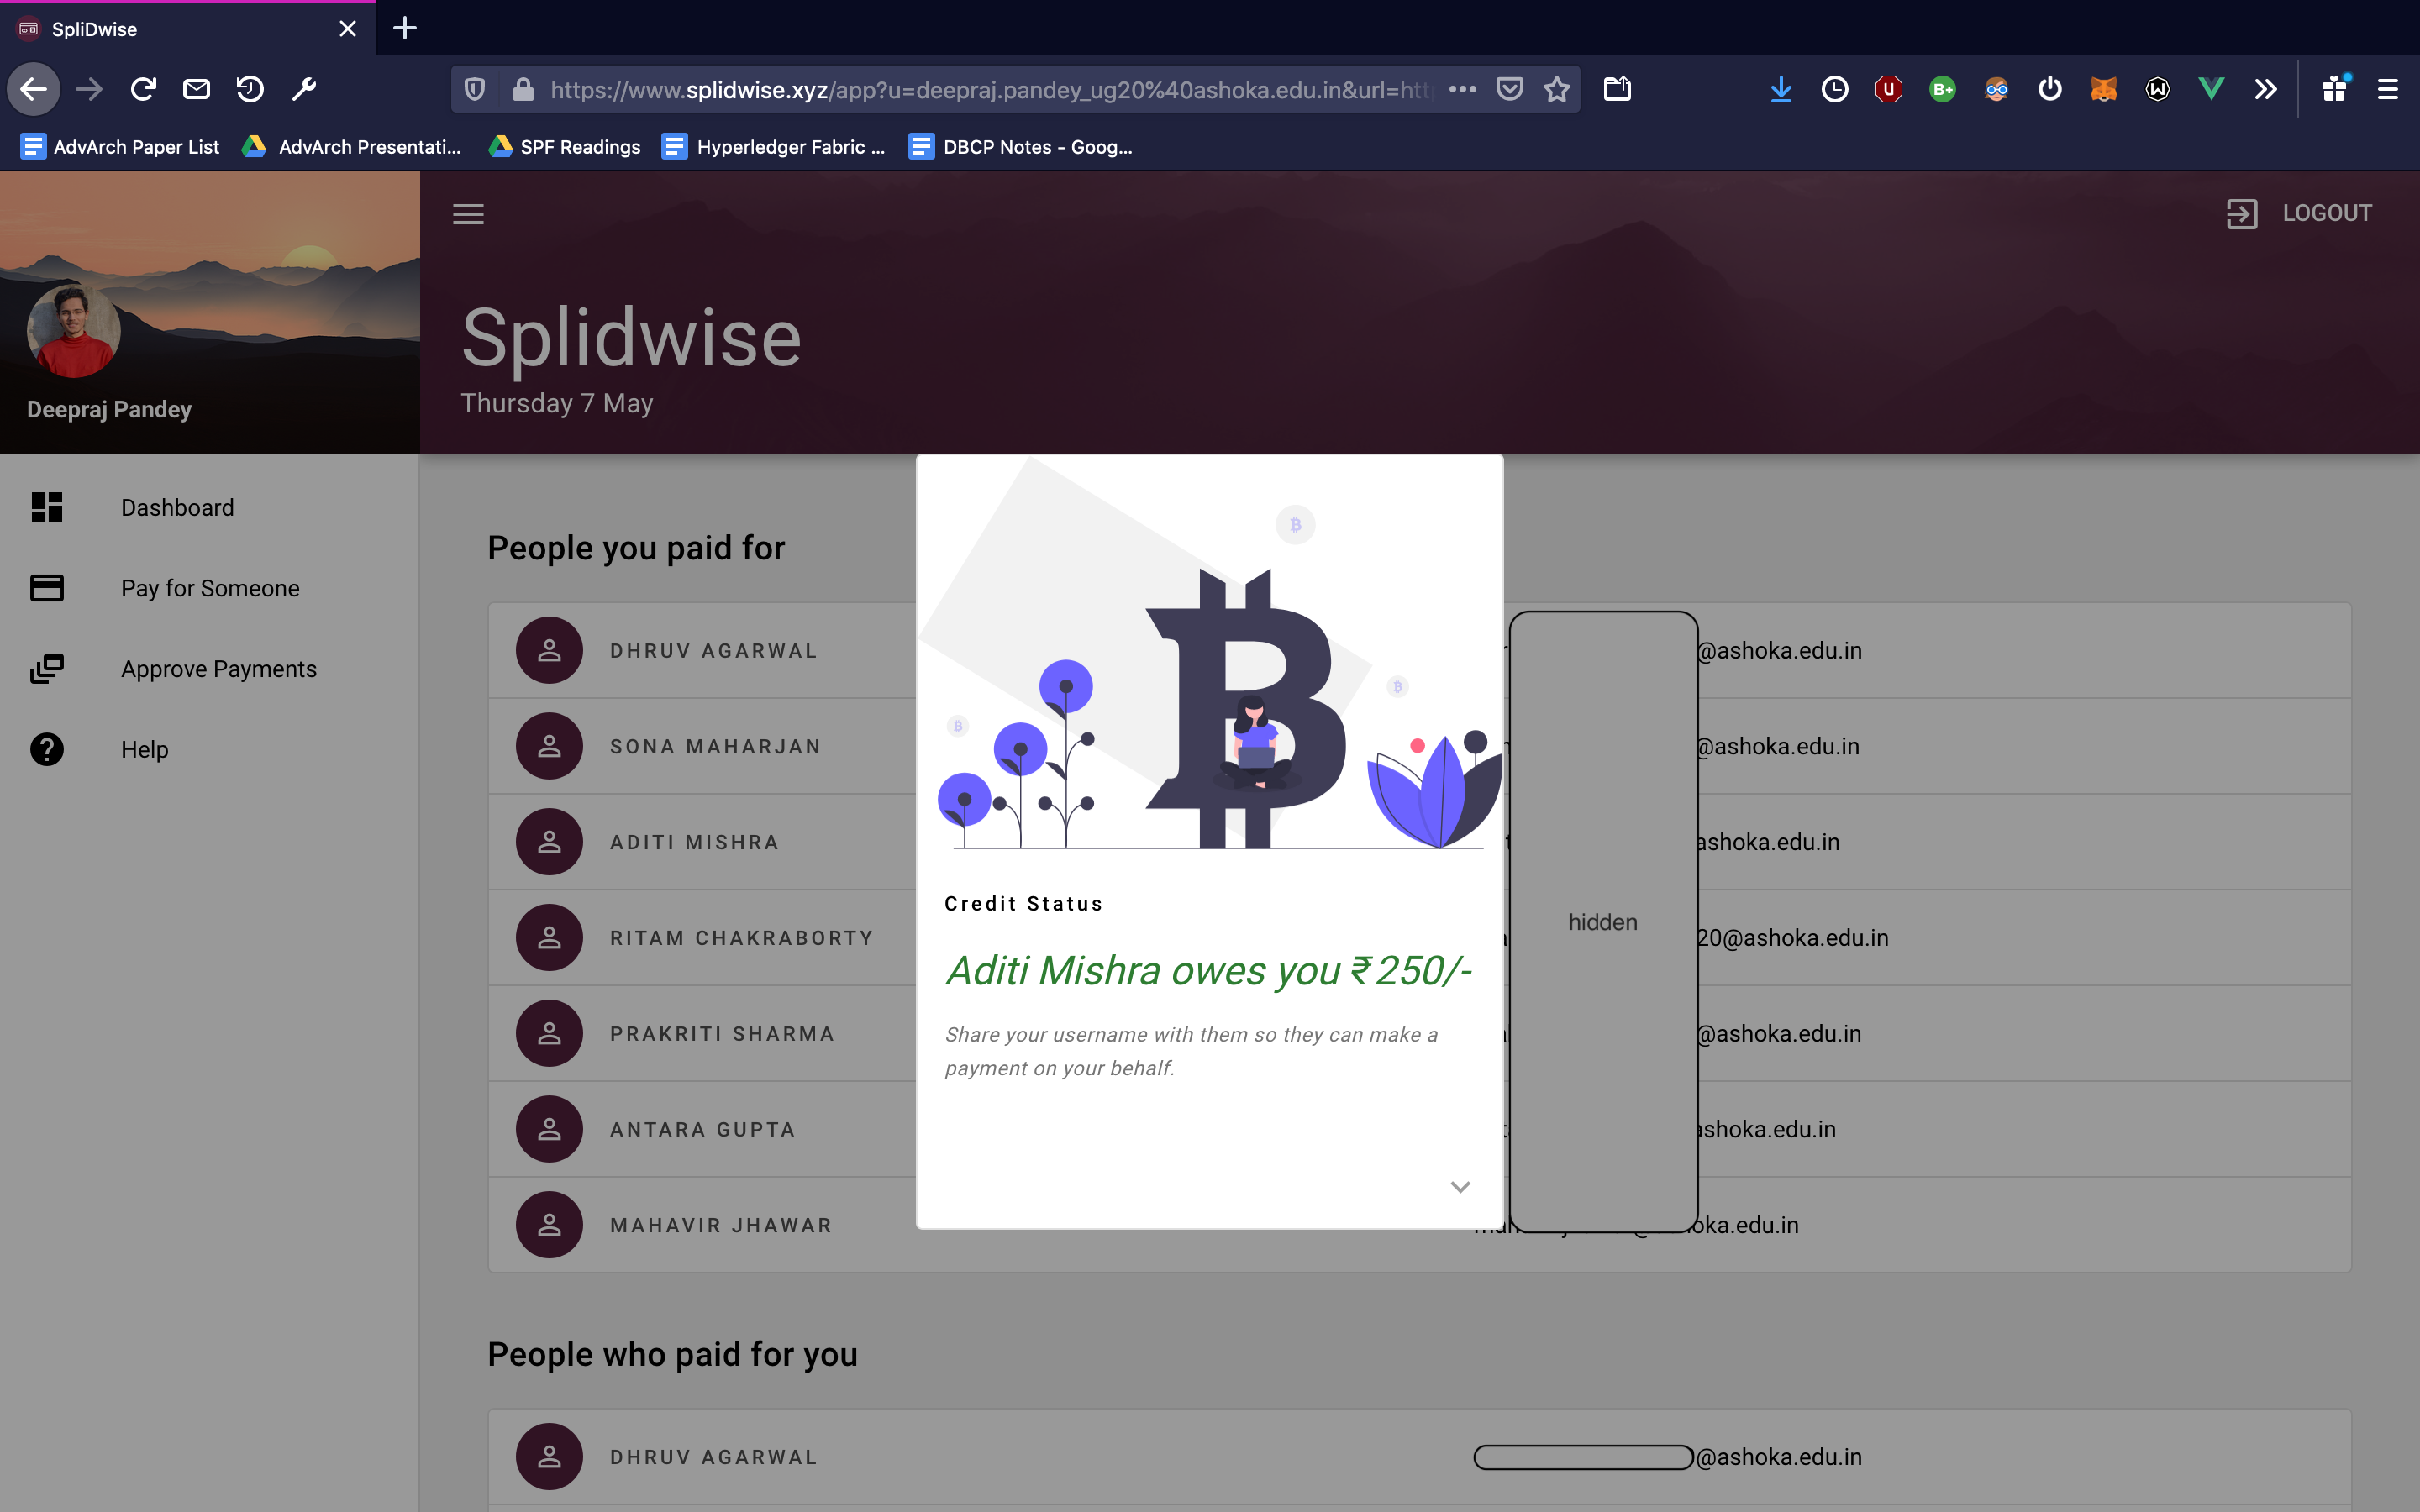 SpliDwise
https://www.splidwise.xyz/app?u=deepraj.pandey_ug20%40ashoka.edu.in&url=htt
AdvArch Paper List
AdvArch Presentati...
SPF Readings
Hyperledger Fabric ...
DBCP Notes - Goog...
LOGOUT
Splidwise
Thursday 7 May
Deepraj Pandey
Dashboard
Pay for Someone
Approve Payments
Help
People you paid for
DHRUV AGARWAL
@ashoka.edu.in
SONA MAHARJAN
@ashoka.edu.in
ADITI MISHRA
ashoka.edu.in
RITAM CHAKRABORTY
20@ashoka.edu.in
PRAKRITI SHARMA
@ashoka.edu.in
ANTARA GUPTA
shoka.edu.in
MAHAVIR JHAWAR
oka.edu.in
hidden
Credit Status
Aditi Mishra owes you ₹250/-
Share your username with them so they can make a
payment on your behalf.
People who paid for you
DHRUV AGARWAL
@ashoka.edu.in